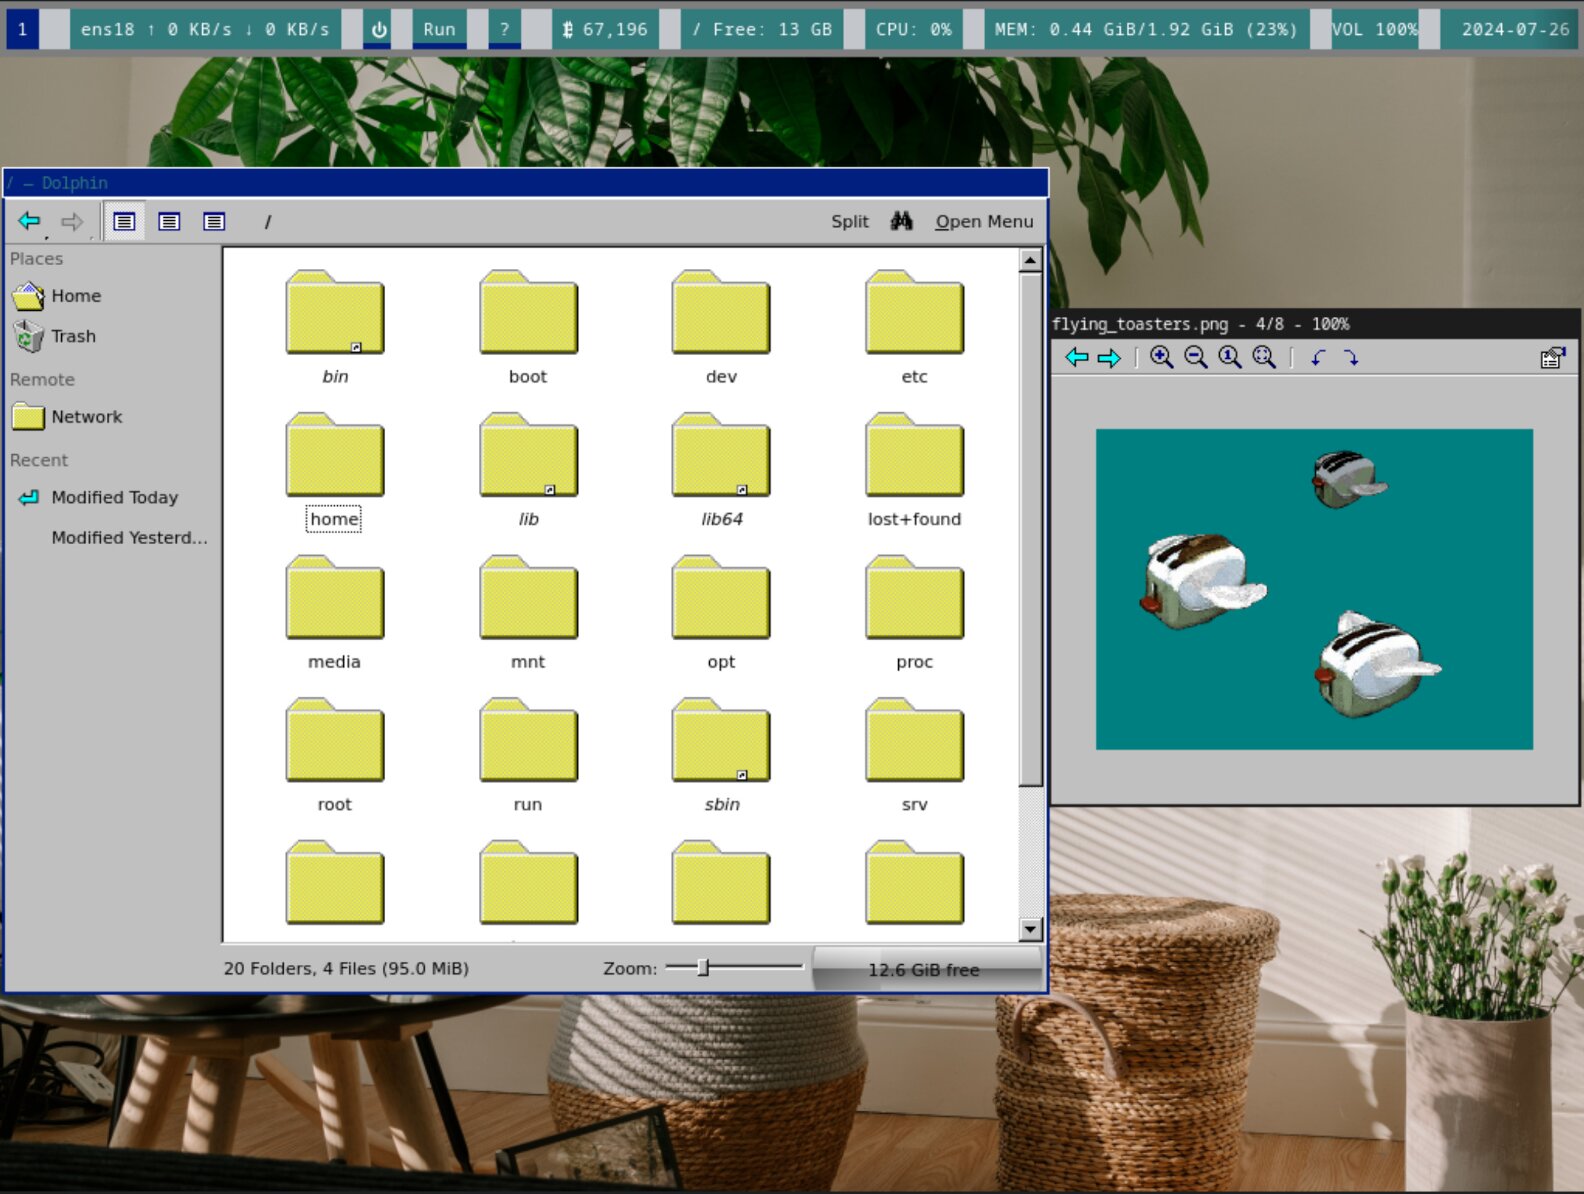 1 ens18 ↑ 0 KB/s ↓ 0 KB/s Run ? ₿ 67,196 / Free: 13 GB CPU: 0% MEM: 0.44 GiB/1.92 GiB (23%) VOL 100% 2024-07-26
/ — Dolphin
/ Split Open Menu
Places
Home
Trash
Remote
Network
Recent
Modified Today
Modified Yesterd...
bin boot dev etc
home lib lib64 lost+found
media mnt opt proc
root run sbin srv
20 Folders, 4 Files (95.0 MiB) Zoom: 12.6 GiB free
flying_toasters.png - 4/8 - 100%